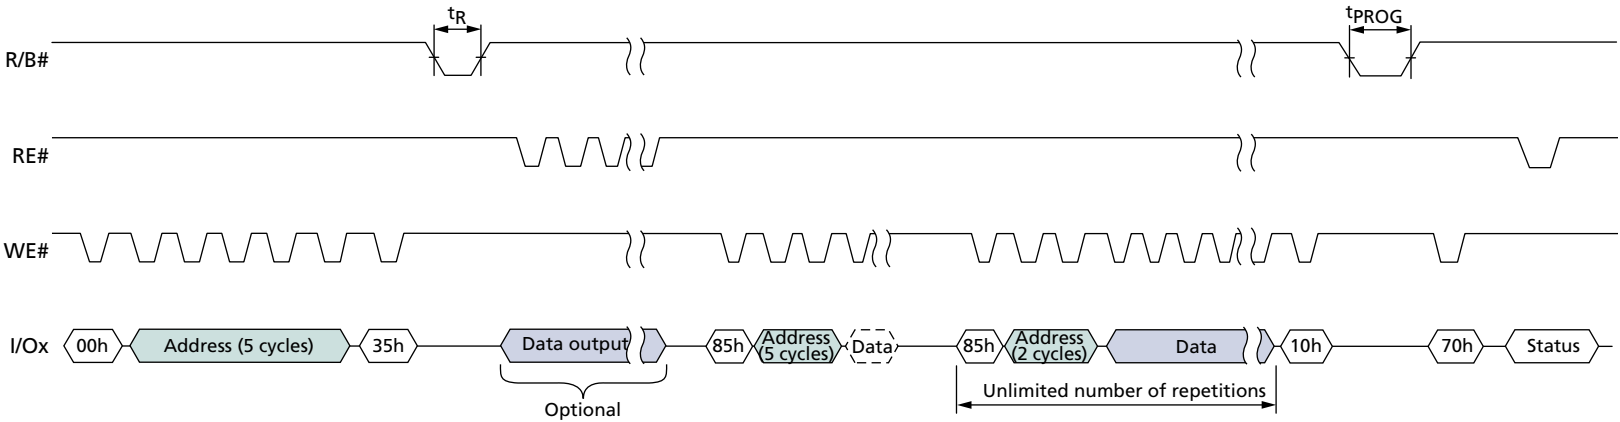 tR
tPROG
R/B#
RE#
WE#
I/Ox
00h
Address (5 cycles)
35h
Data output
85h
Address
(5 cycles)
Data
85h
Address
(2 cycles)
Data
10h
70h
Status
Unlimited number of repetitions
Optional